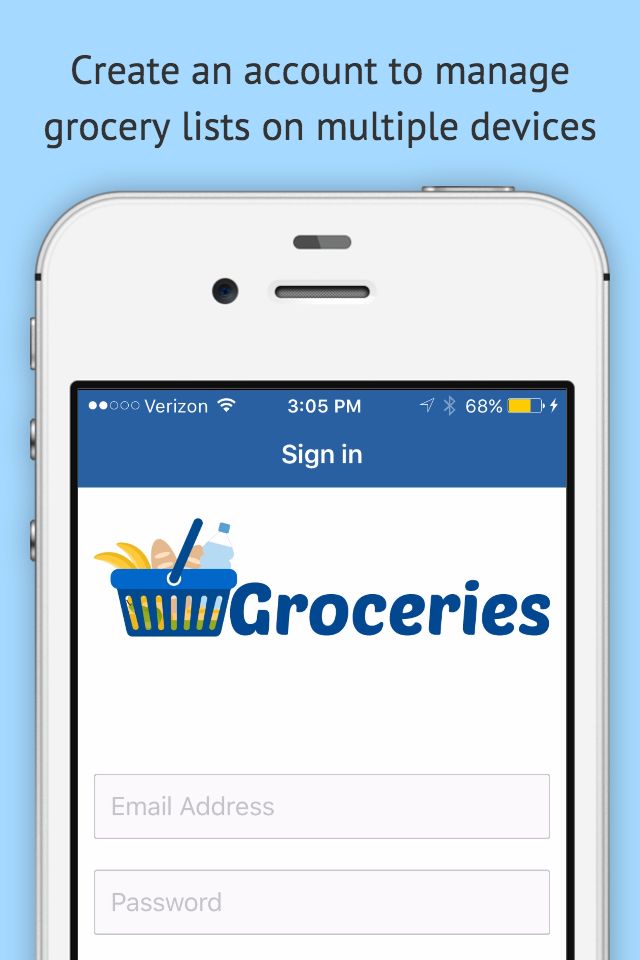 Create an account to manage
grocery lists on multiple devices
Verizon 3:05 PM 68%
Sign in
Groceries
Email Address
Password